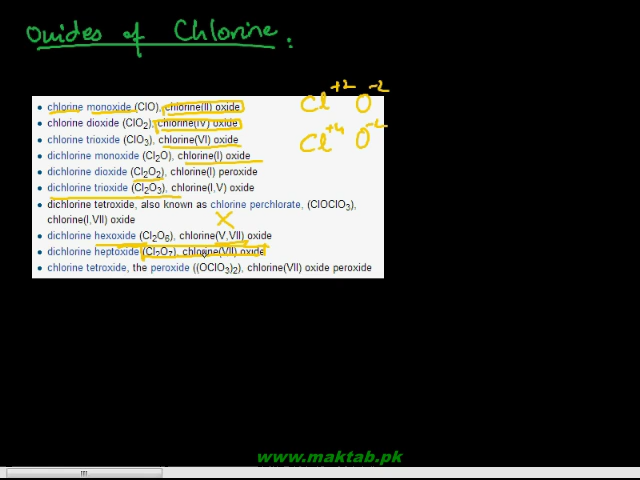 Oxides of Chlorine.
chlorine monoxide (ClO), chlorine(II) oxide
chlorine dioxide (ClO₂), chlorine(IV) oxide
chlorine trioxide (ClO₃), chlorine(VI) oxide
dichlorine monoxide (Cl₂O), chlorine(I) oxide
dichlorine dioxide (Cl₂O₂), chlorine(I) peroxide
dichlorine trioxide (Cl₂O₃), chlorine(I,V) oxide
dichlorine tetroxide, also known as chlorine perchlorate, (ClOClO₃),
chlorine(I,VII) oxide
dichlorine hexoxide (Cl₂O₆), chlorine(V,VII) oxide
dichlorine heptoxide (Cl₂O₇), chlorine(VII) oxide
chlorine tetroxide, the peroxide ((OClO₃)₂), chlorine(VII) oxide peroxide
Cl⁺² O⁻²
Cl⁺⁴ O⁻²
www.maktab.pk